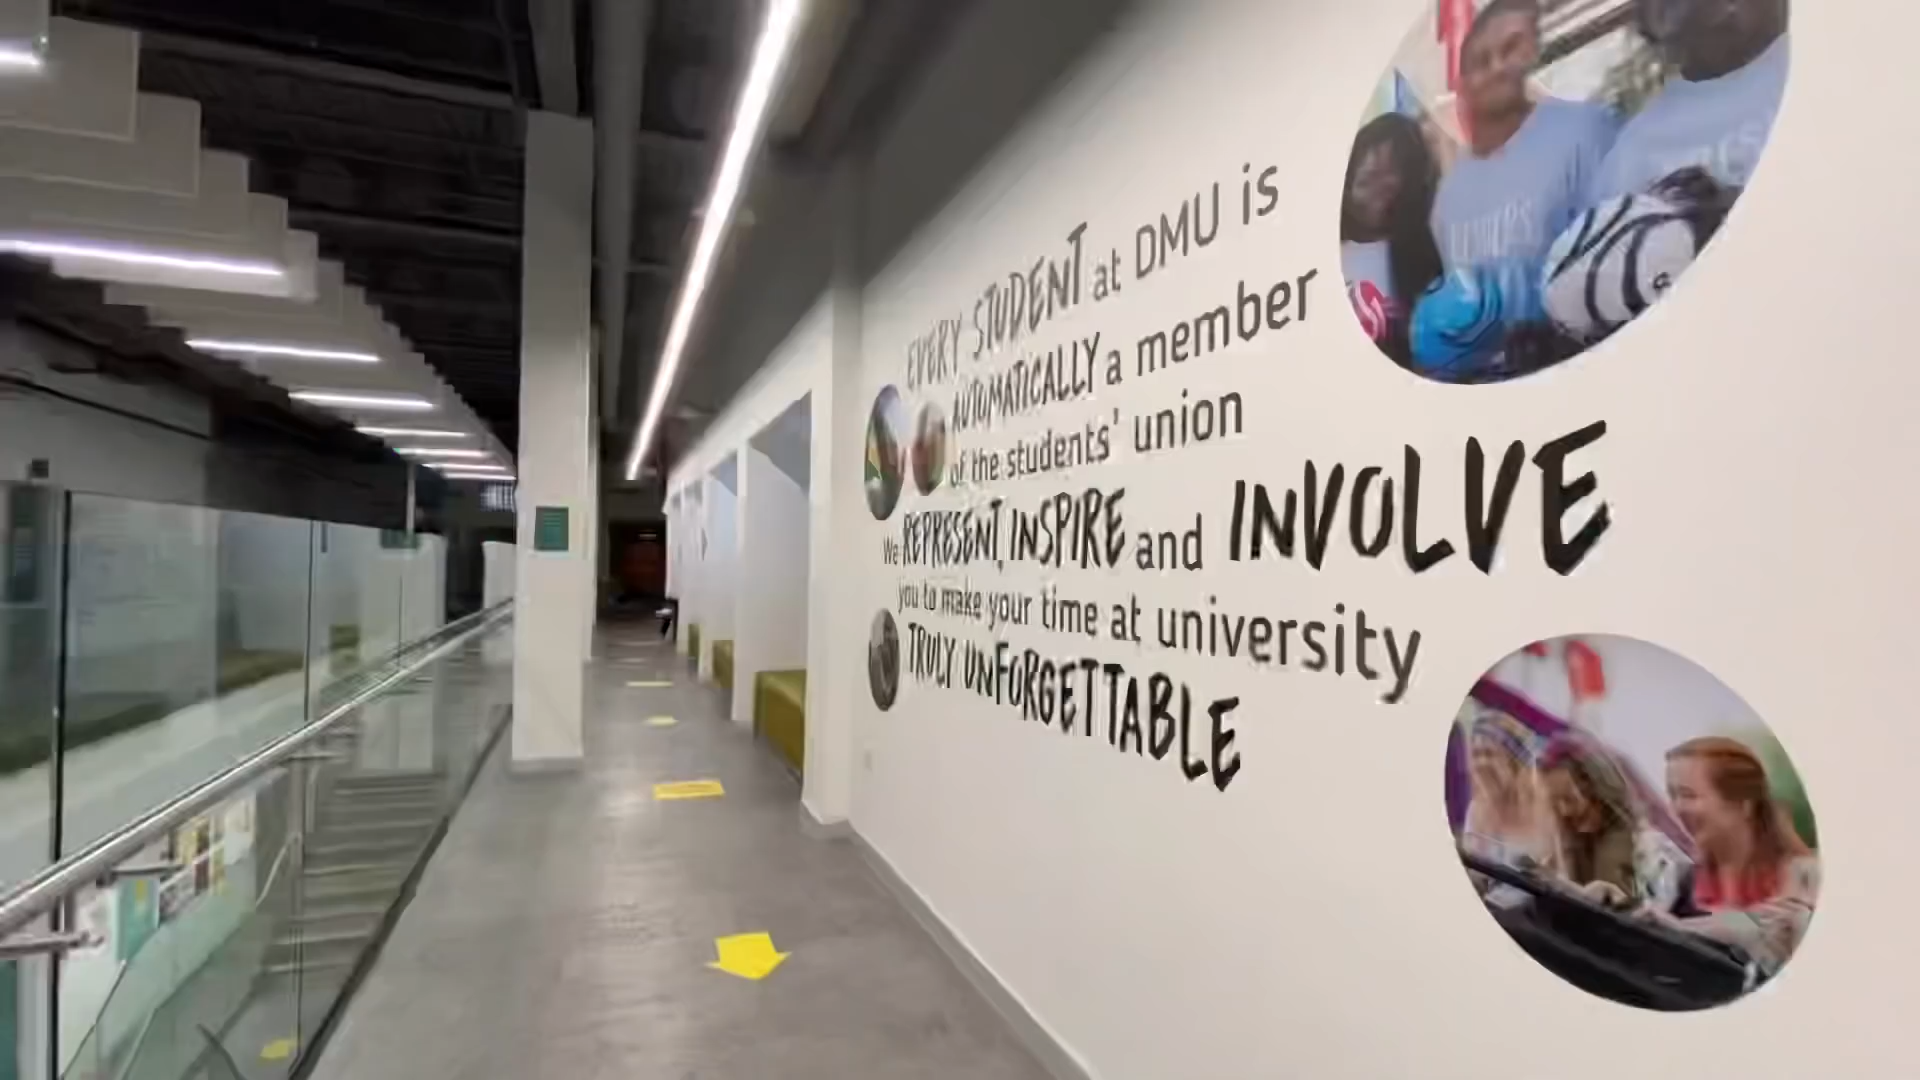 EVERY STUDENT at DMU is
AUTOMATICALLY a member
of the students' union
We REPRESENT, INSPIRE and INVOLVE
you to make your time at university
TRULY UNFORGETTABLE